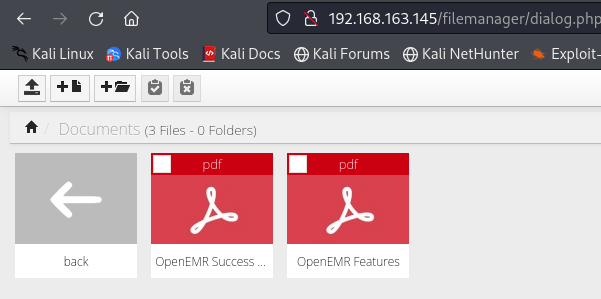 192.168.163.145/filemanager/dialog.php
Kali Linux Kali Tools Kali Docs Kali Forums Kali NetHunter Exploit-
/ Documents (3 Files - 0 Folders)
pdf pdf
back OpenEMR Success ... OpenEMR Features